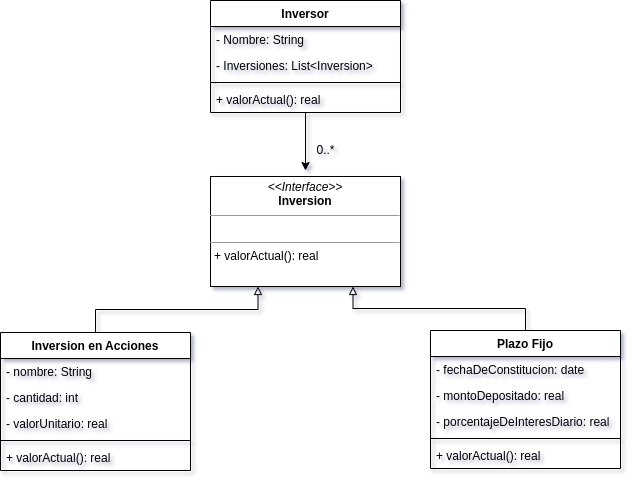 Inversor
- Nombre: String
- Inversiones: List<Inversion>
+ valorActual(): real
0..*
<<Interface>>
Inversion
+ valorActual(): real
Inversion en Acciones
- nombre: String
- cantidad: int
- valorUnitario: real
+ valorActual(): real
Plazo Fijo
- fechaDeConstitucion: date
- montoDepositado: real
- porcentajeDeInteresDiario: real
+ valorActual(): real